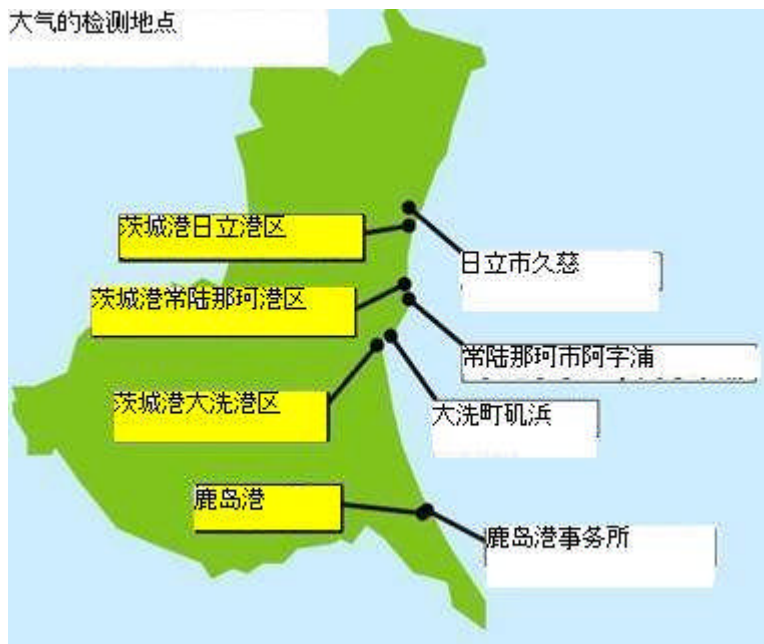 大气的检测地点
茨城港日立港区
日立市久慈
茨城港常陆那珂港区
常陆那珂市阿字浦
茨城港大洗港区
大洗町矶浜
鹿岛港
鹿岛港事务所